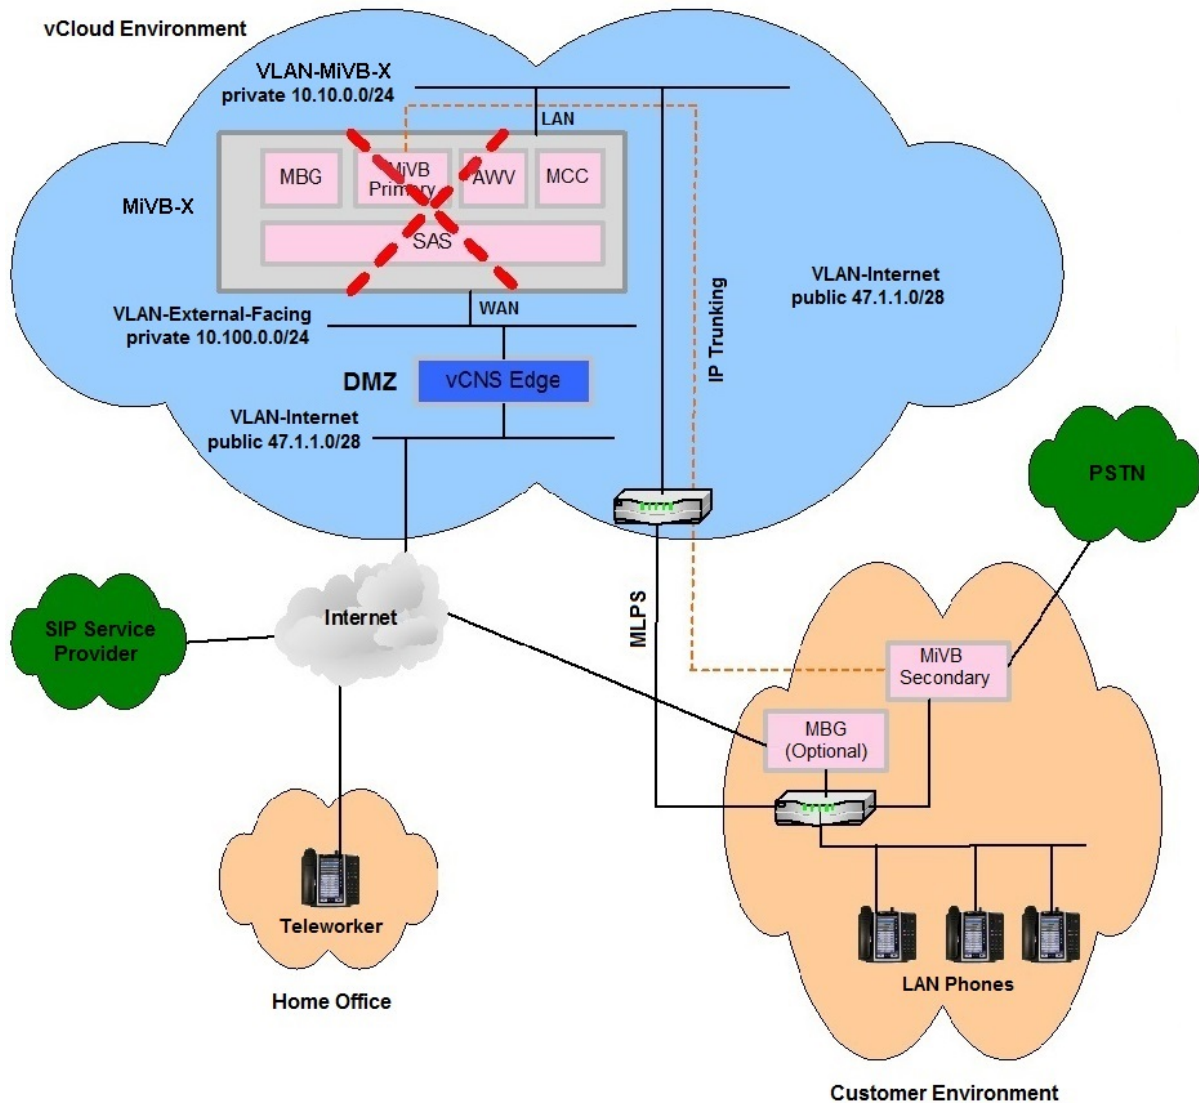 vCloud Environment
VLAN-MiVB-X
private 10.10.0.0/24
LAN
MBG
MiVB
Primary
AWV
MCC
MiVB-X
SAS
VLAN-Internet
public 47.1.1.0/28
WAN
VLAN-External-Facing
private 10.100.0.0/24
IP Trunking
DMZ
vCNS Edge
VLAN-Internet
public 47.1.1.0/28
PSTN
MLPS
Internet
SIP Service
Provider
MiVB
Secondary
MBG
(Optional)
Teleworker
LAN Phones
Home Office
Customer Environment